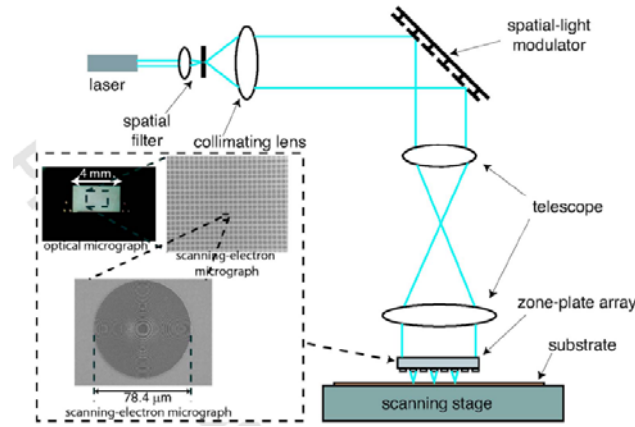 spatial-light
modulator
laser
spatial
filter
collimating lens
4 mm
optical micrograph
scanning-electron
micrograph
telescope
zone-plate array
substrate
78.4 μm
scanning-electron micrograph
scanning stage